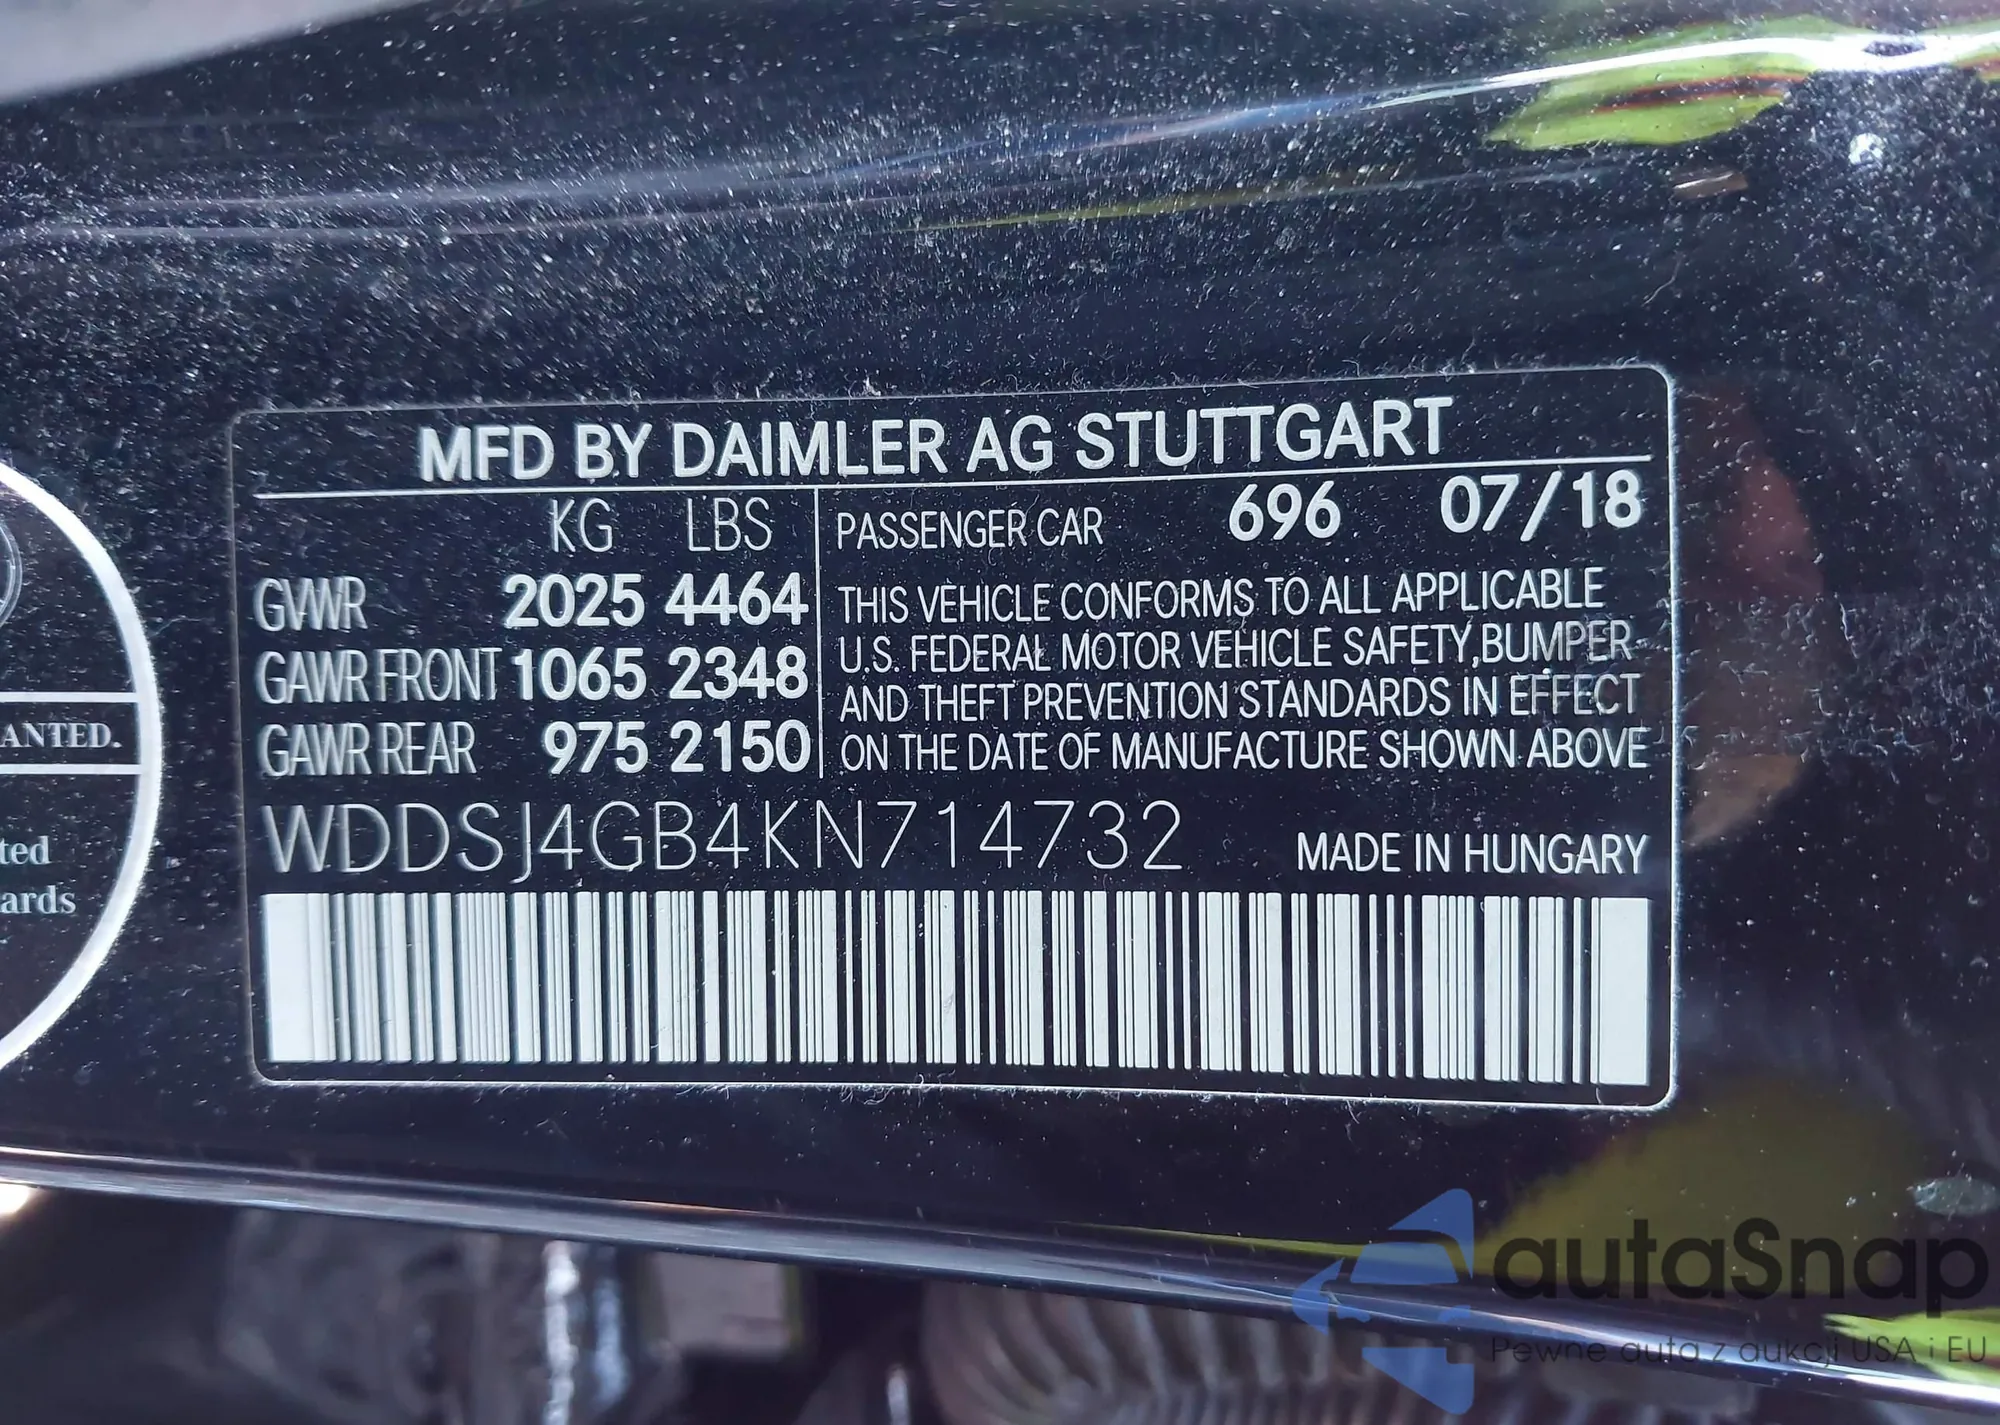 MFD BY DAIMLER AG STUTTGART
KG LBS
GVWR 2025 4464
GAWR FRONT 1065 2348
GAWR REAR 975 2150
PASSENGER CAR 696 07/18
THIS VEHICLE CONFORMS TO ALL APPLICABLE
U.S. FEDERAL MOTOR VEHICLE SAFETY,BUMPER
AND THEFT PREVENTION STANDARDS IN EFFECT
ON THE DATE OF MANUFACTURE SHOWN ABOVE
WDDSJ4GB4KN714732
MADE IN HUNGARY
ANTED.
ted
ards
autaSnap
Pewne auta z aukcji USA i EU